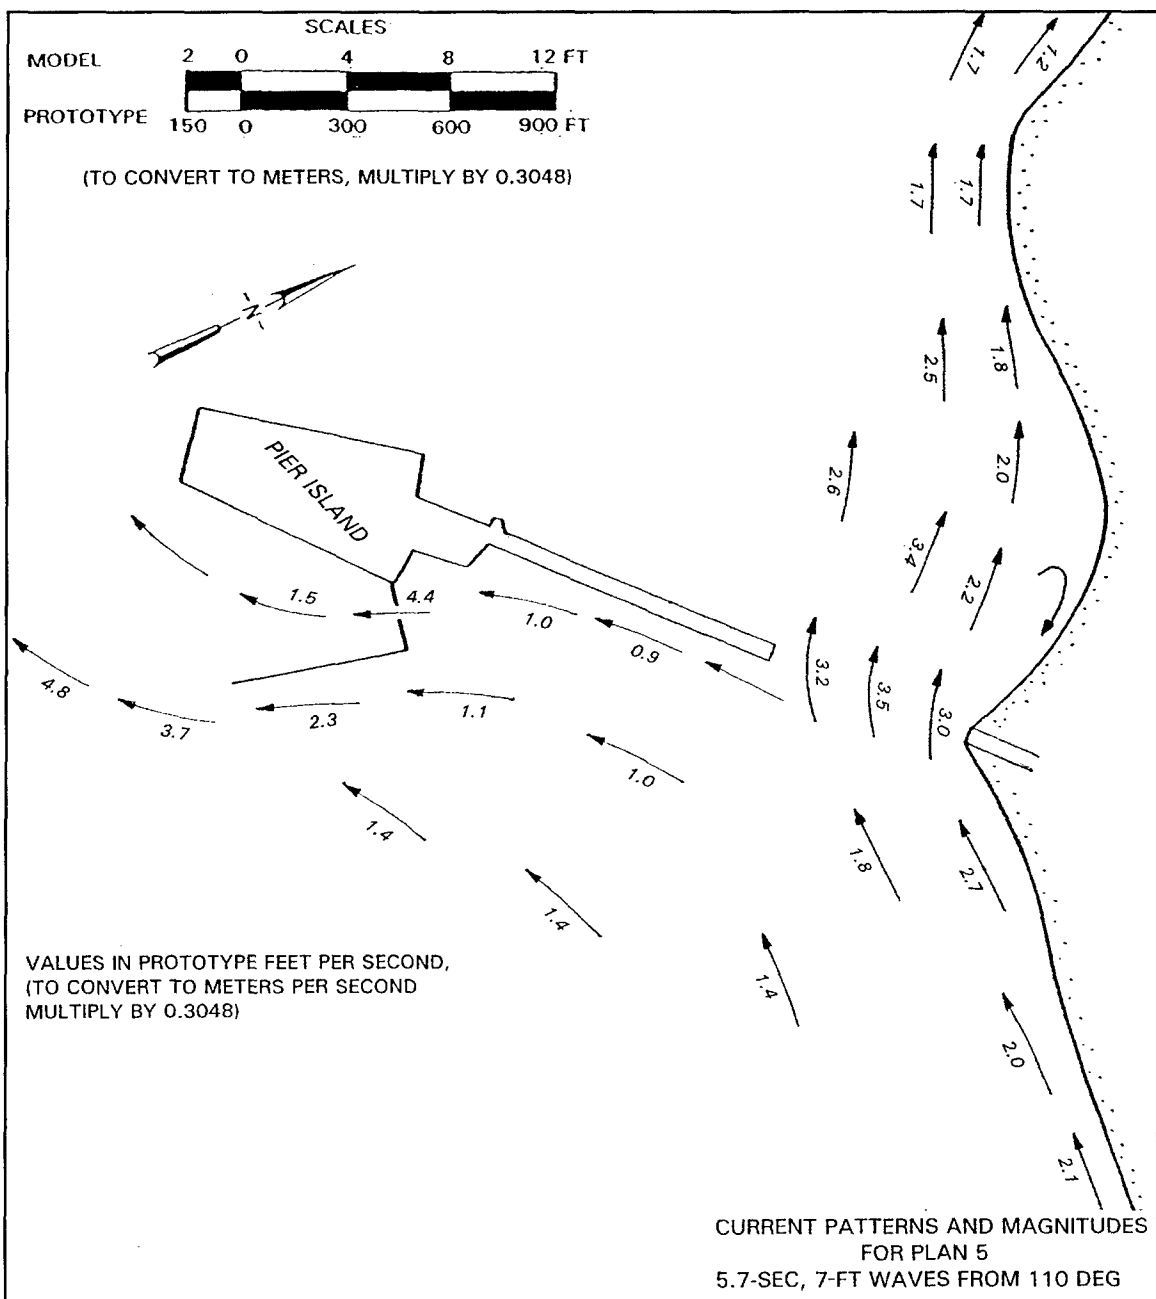 SCALES
MODEL 2 0 4 8 12 FT
PROTOTYPE 150 0 300 600 900 FT
(TO CONVERT TO METERS, MULTIPLY BY 0.3048)
-N-
PIER ISLAND
1.7
1.2
1.7
1.7
2.5
1.8
2.6
2.0
3.4
2.2
1.5
4.4
1.0
0.9
3.2
3.5
3.0
4.8
3.7
2.3
1.1
1.0
1.4
1.8
2.7
1.4
1.4
2.0
2.1
VALUES IN PROTOTYPE FEET PER SECOND,
(TO CONVERT TO METERS PER SECOND
MULTIPLY BY 0.3048)
CURRENT PATTERNS AND MAGNITUDES
FOR PLAN 5
5.7-SEC, 7-FT WAVES FROM 110 DEG